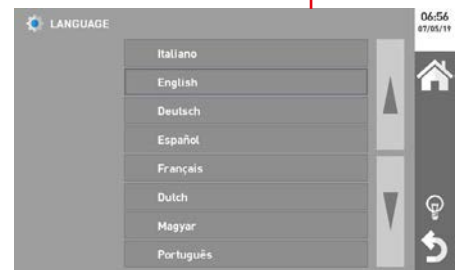 LANGUAGE
06:56
07/05/19
Italiano
English
Deutsch
Español
Français
Dutch
Magyar
Português